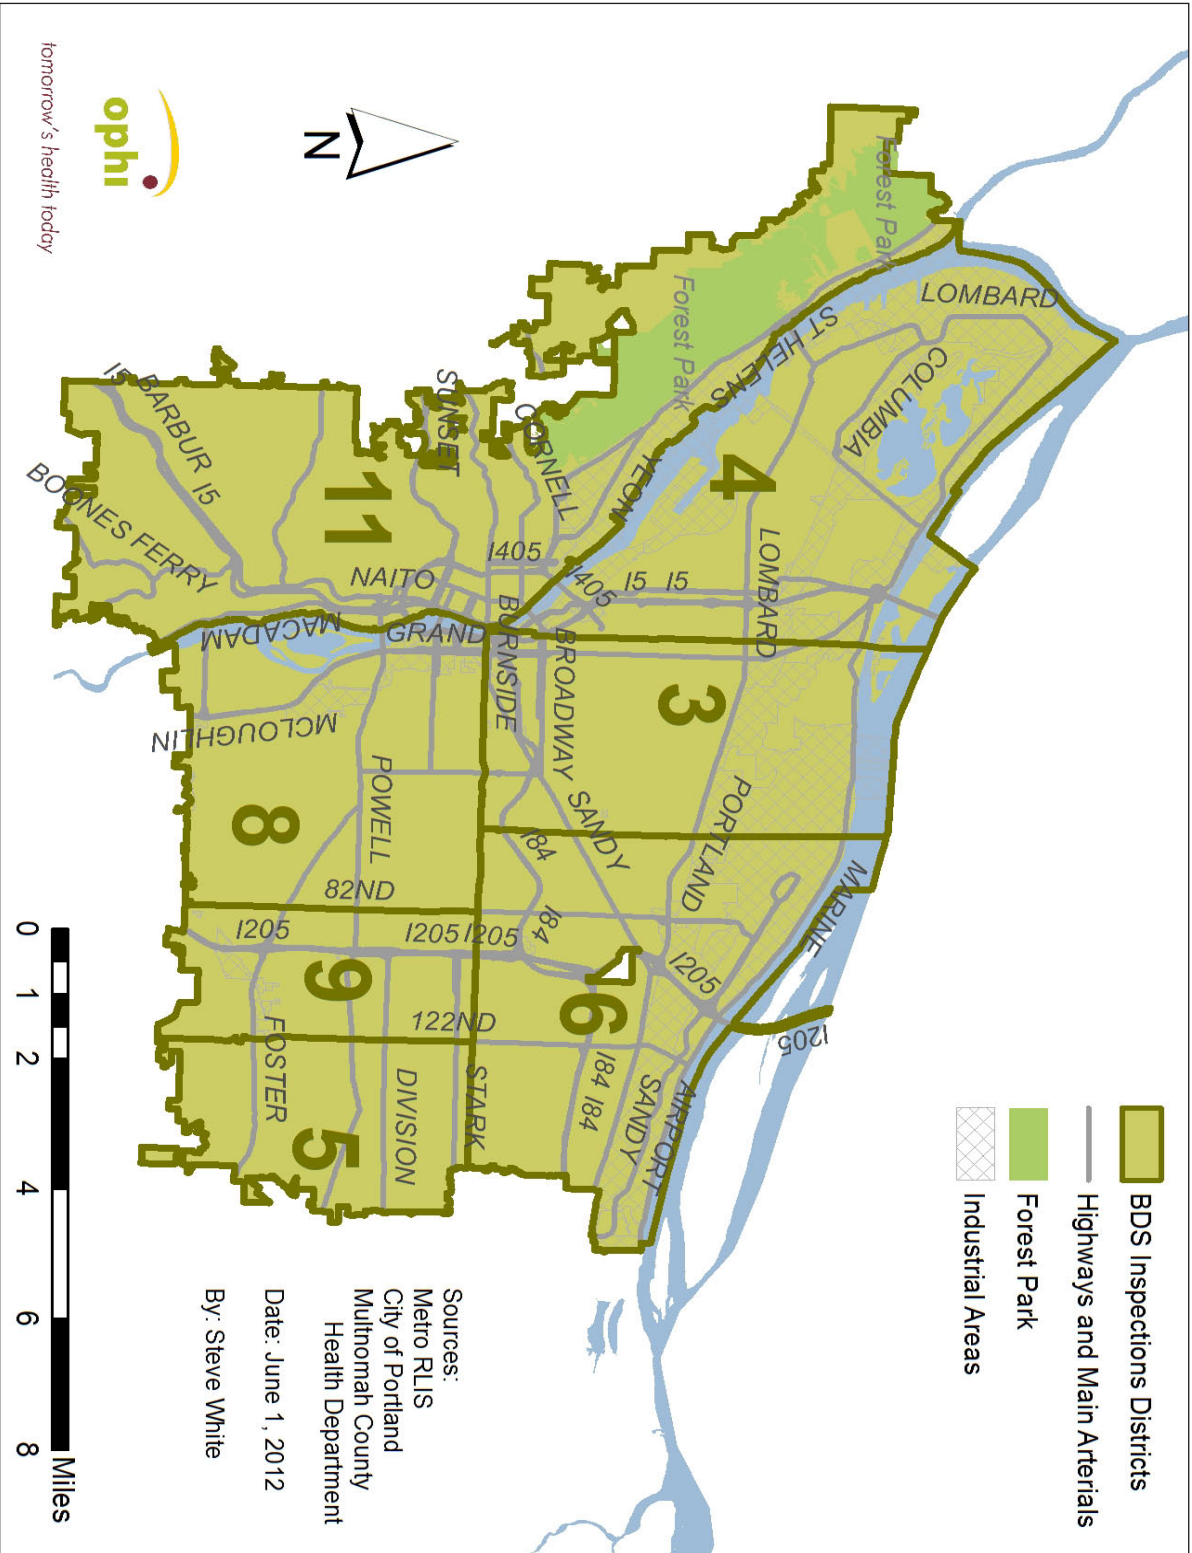 BDS Inspections Districts
Highways and Main Arterials
Forest Park
Industrial Areas
LOMBARD
COLUMBIA
Forest Park
Forest Park
ST HELENS
YEON
4
LOMBARD
I5
I5
I405
I405
3
PORTLAND
MARINE
I205
I205
AIRPORT
SANDY
I84
I84
6
I84
I84
SANDY
BROADWAY
BURNSIDE
CORNELL
SUNSET
NAITO
GRAND
11
BARBUR
I5
I5
BOONES FERRY
MACADAM
MCLOUGHLIN
POWELL
8
82ND
I205
I205
I205
9
122ND
STARK
DIVISION
FOSTER
5
N
ophi
tomorrow's health today
Sources:
Metro RLIS
City of Portland
Multnomah County
Health Department
Date: June 1, 2012
By: Steve White
0 1 2 4 6 8
Miles